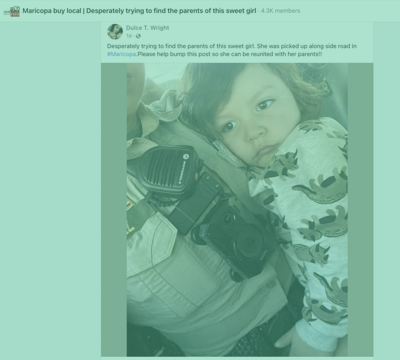 Maricopa buy local | Desperately trying to find the parents of this sweet girl 4.3K members
Dulce T. Wright
Desperately trying to find the parents of this sweet girl. She was picked up along side road in
#Maricopa.Please help bump this post so she can be reunited with her parents!!